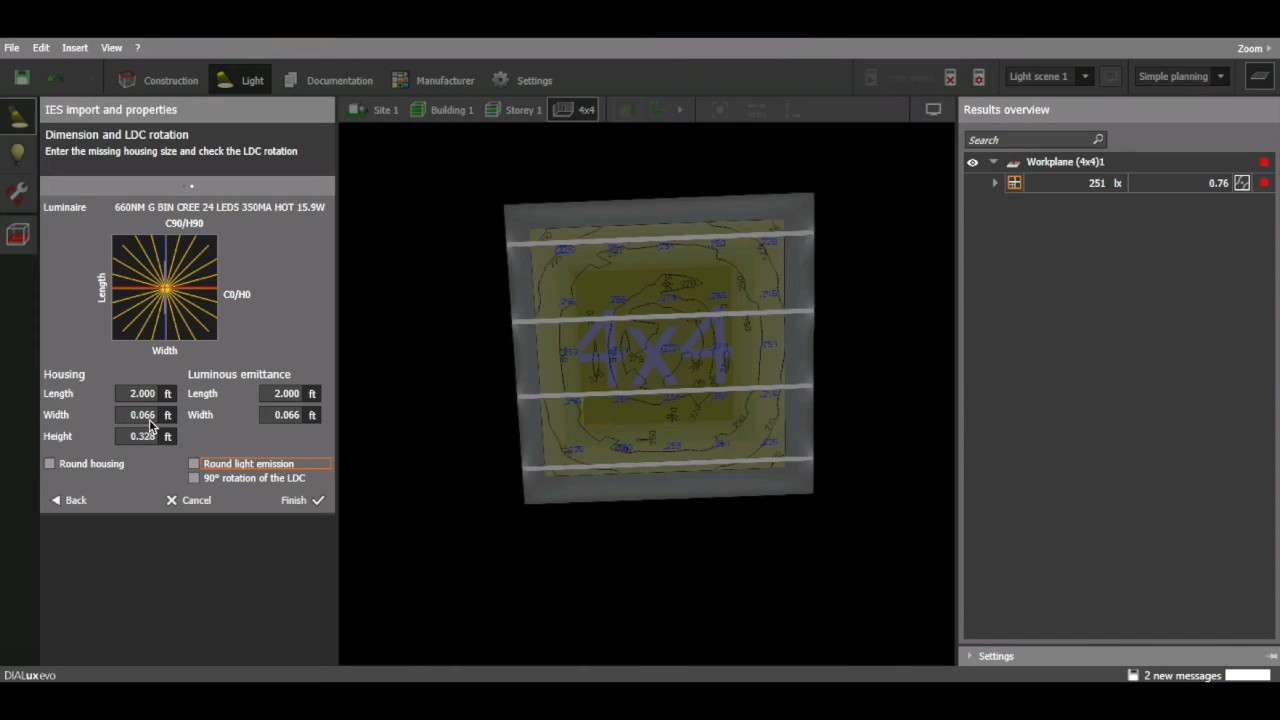 File Edit Insert View ? Zoom
Construction Light Documentation Manufacturer Settings Light scene 1 Simple planning
IES import and properties Site 1 Building 1 Storey 1 4x4 Results overview
Dimension and LDC rotation
Enter the missing housing size and check the LDC rotation
Search
Workplane (4x4)1
251 lx 0.76
Luminaire 660NM G BIN CREE 24 LEDS 350MA HOT 15.9W
C90/H90
Length
C0/H0
Width
4x4
Housing Luminous emittance
Length 2.000 ft Length 2.000 ft
Width 0.066 ft Width 0.066 ft
Height 0.328 ft
Round housing Round light emission
90° rotation of the LDC
Back Cancel Finish
Settings
DIALux evo 2 new messages